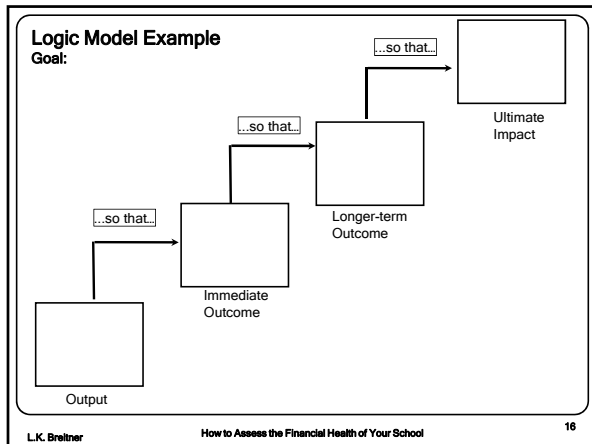 Logic Model Example
Goal:
...so that...
Ultimate
Impact
...so that...
Longer-term
Outcome
...so that...
Immediate
Outcome
Output
L.K. Breitner
How to Assess the Financial Health of Your School
16